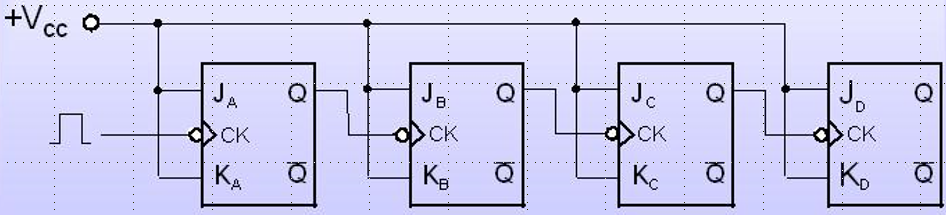 +Vcc
JA Q JB Q JC Q JD Q
CK CK CK CK
KA Q̅ KB Q̅ KC Q̅ KD Q̅